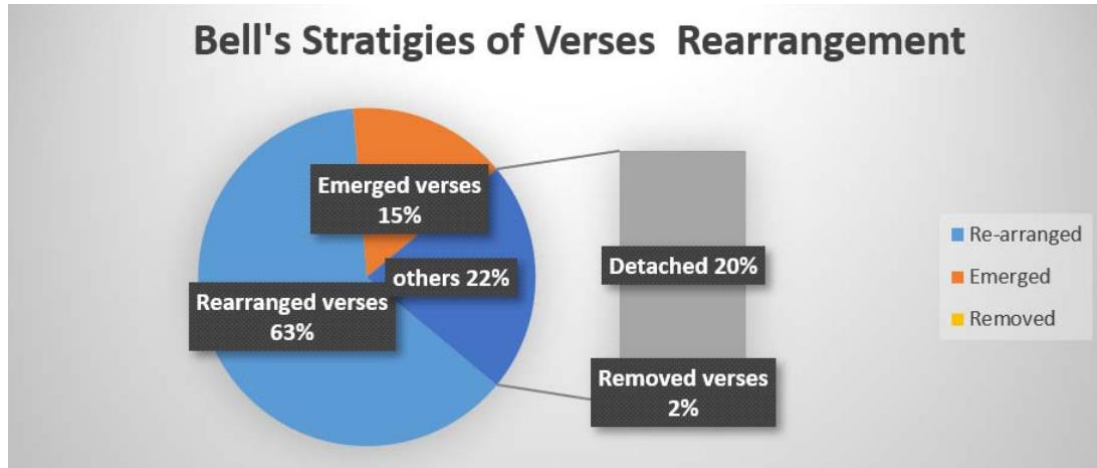 Bell's Stratigies of Verses Rearrangement
Emerged verses
15%
others 22%
Rearranged verses
63%
Detached 20%
Removed verses
2%
Re-arranged
Emerged
Removed